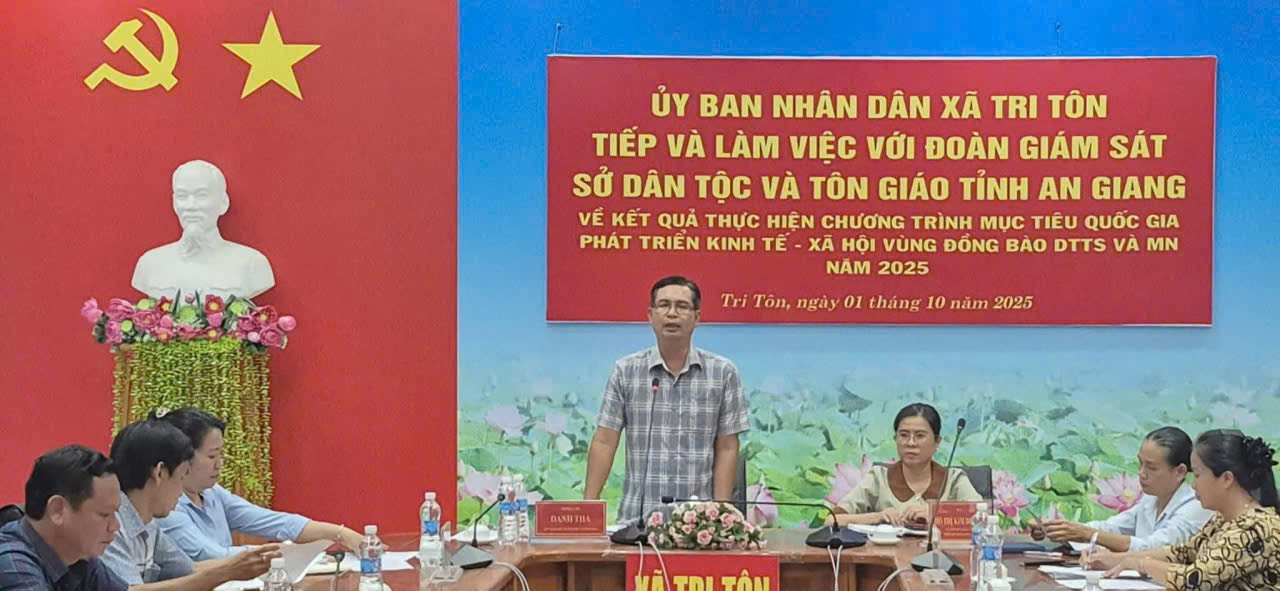 ỦY BAN NHÂN DÂN XÃ TRI TÔN
TIẾP VÀ LÀM VIỆC VỚI ĐOÀN GIÁM SÁT
SỞ DÂN TỘC VÀ TÔN GIÁO TỈNH AN GIANG
VỀ KẾT QUẢ THỰC HIỆN CHƯƠNG TRÌNH MỤC TIÊU QUỐC GIA
PHÁT TRIỂN KINH TẾ - XÃ HỘI VÙNG ĐỒNG BÀO DTTS VÀ MN
NĂM 2025
Tri Tôn, ngày 01 tháng 10 năm 2025
DANH THA
HỒ THỊ KIM
XÃ TRI TÔN